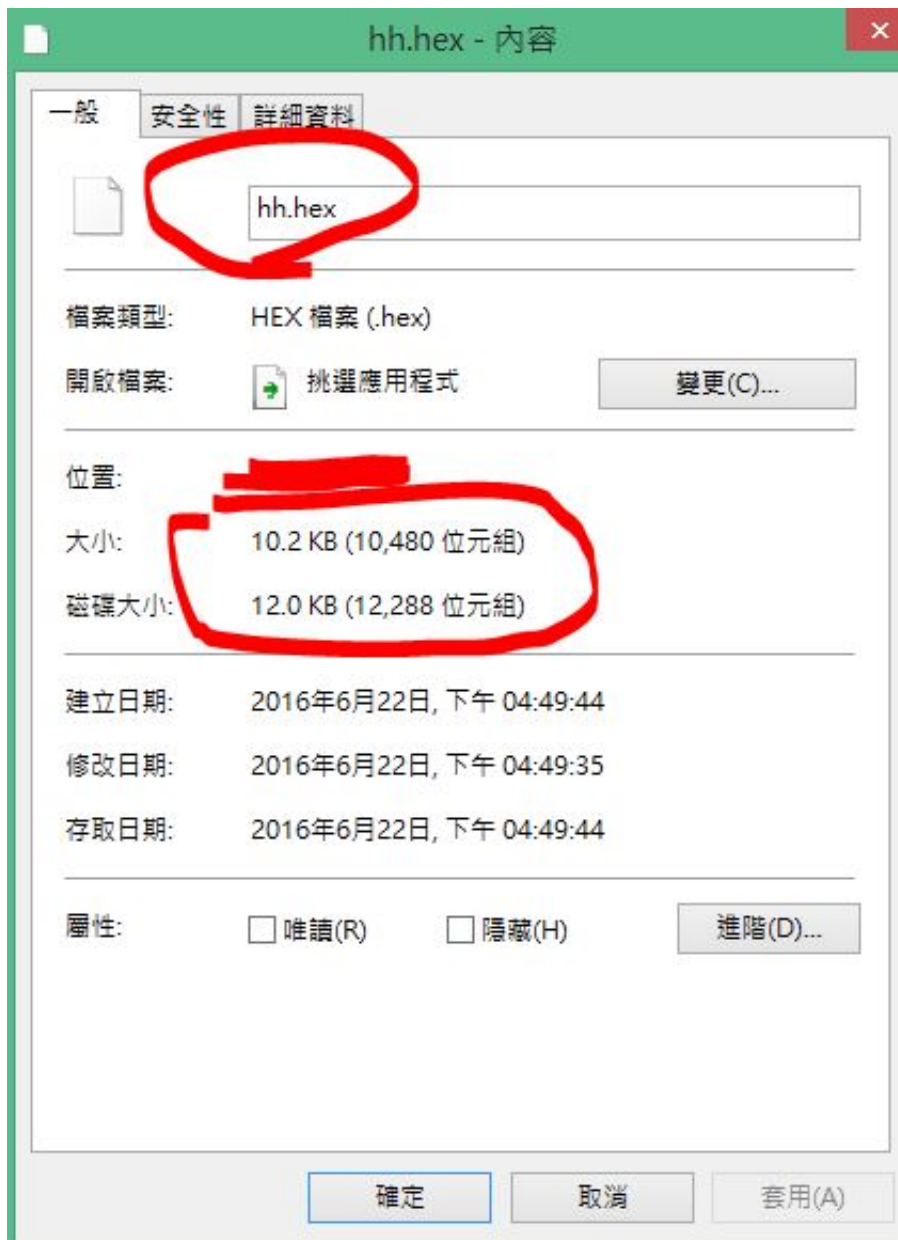 hh.hex - 內容
一般 安全性 詳細資料
hh.hex
檔案類型: HEX 檔案 (.hex)
開啟檔案: 挑選應用程式 變更(C)...
位置:
大小: 10.2 KB (10,480 位元組)
磁碟大小: 12.0 KB (12,288 位元組)
建立日期: 2016年6月22日, 下午 04:49:44
修改日期: 2016年6月22日, 下午 04:49:35
存取日期: 2016年6月22日, 下午 04:49:44
屬性: 唯讀(R) 隱藏(H) 進階(D)...
確定 取消 套用(A)